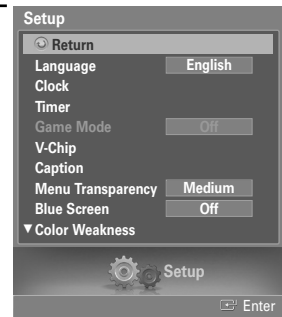 Setup
Return
Language English
Clock
Timer
Game Mode Off
V-Chip
Caption
Menu Transparency Medium
Blue Screen Off
▼ Color Weakness
Setup
Enter